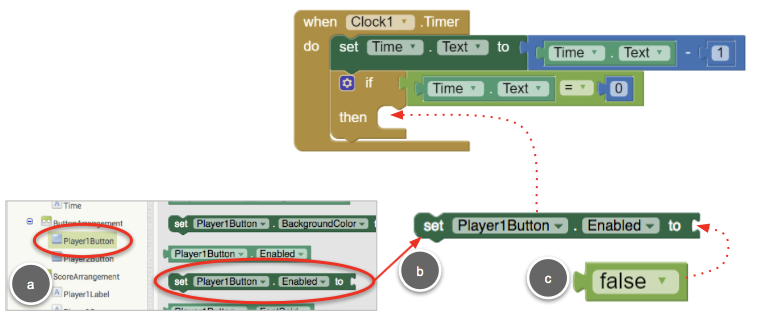 when Clock1 .Timer
do set Time . Text to Time . Text - 1
if Time . Text = 0
then
Time
ButtonArrangement
Player1Button
Player2Button
ScoreArrangement
Player1Label
set Player1Button . BackgroundColor
Player1Button . Enabled
set Player1Button . Enabled to
set Player1Button . Enabled to
a
b
c
false